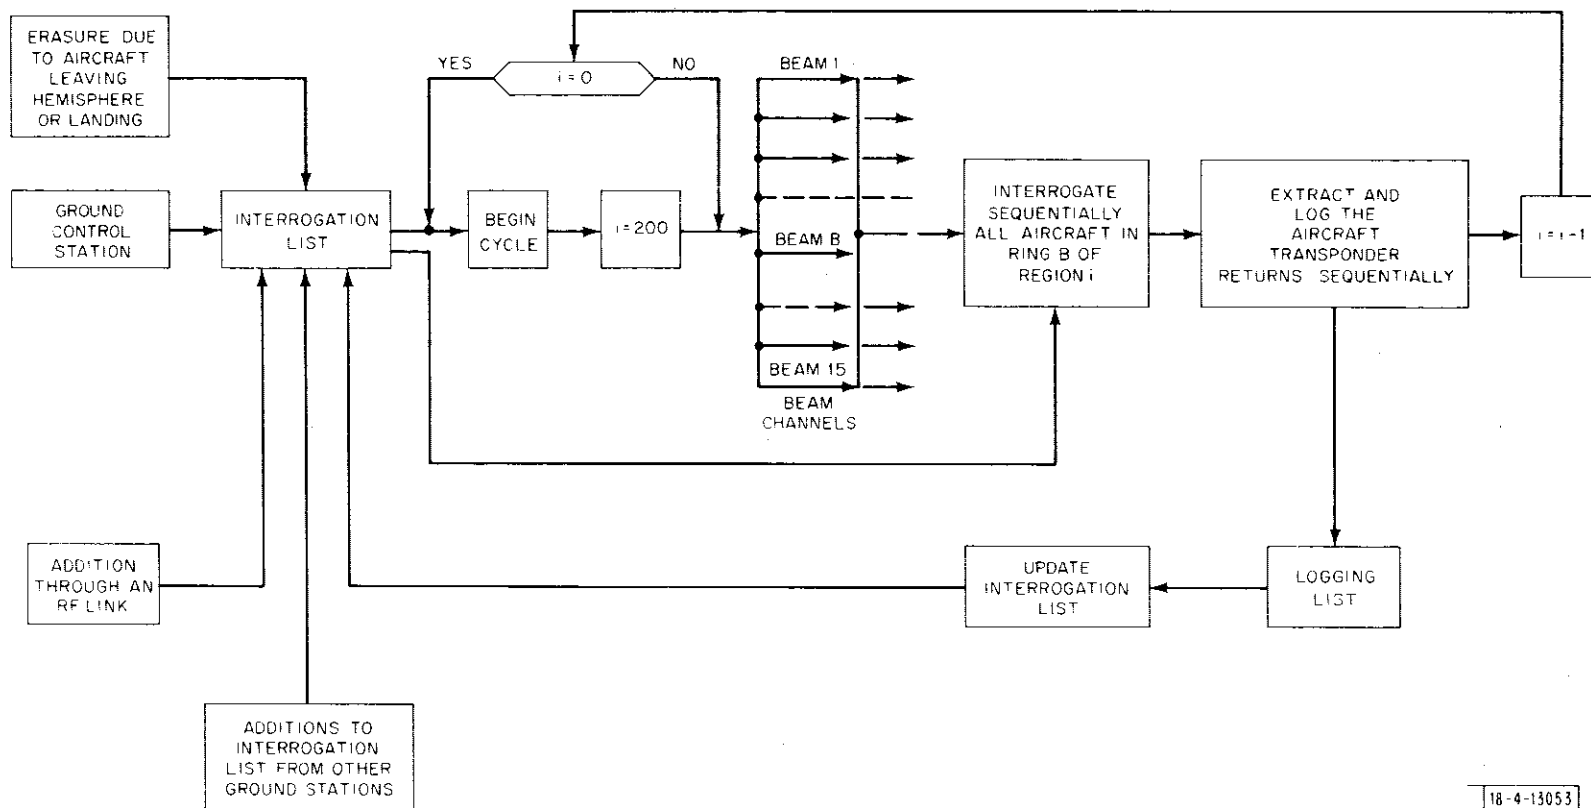 ERASURE DUE
TO AIRCRAFT
LEAVING
HEMISPHERE
OR LANDING
YES
i = 0
NO
BEAM 1
GROUND
CONTROL
STATION
INTERROGATION
LIST
BEGIN
CYCLE
i=200
BEAM B
INTERROGATE
SEQUENTIALLY
ALL AIRCRAFT IN
RING B OF
REGION i
EXTRACT AND
LOG THE
AIRCRAFT
TRANSPONDER
RETURNS SEQUENTIALLY
i = i-1
BEAM 15
BEAM
CHANNELS
ADDITION
THROUGH AN
RF LINK
UPDATE
INTERROGATION
LIST
LOGGING
LIST
ADDITIONS TO
INTERROGATION
LIST FROM OTHER
GROUND STATIONS
18-4-13053